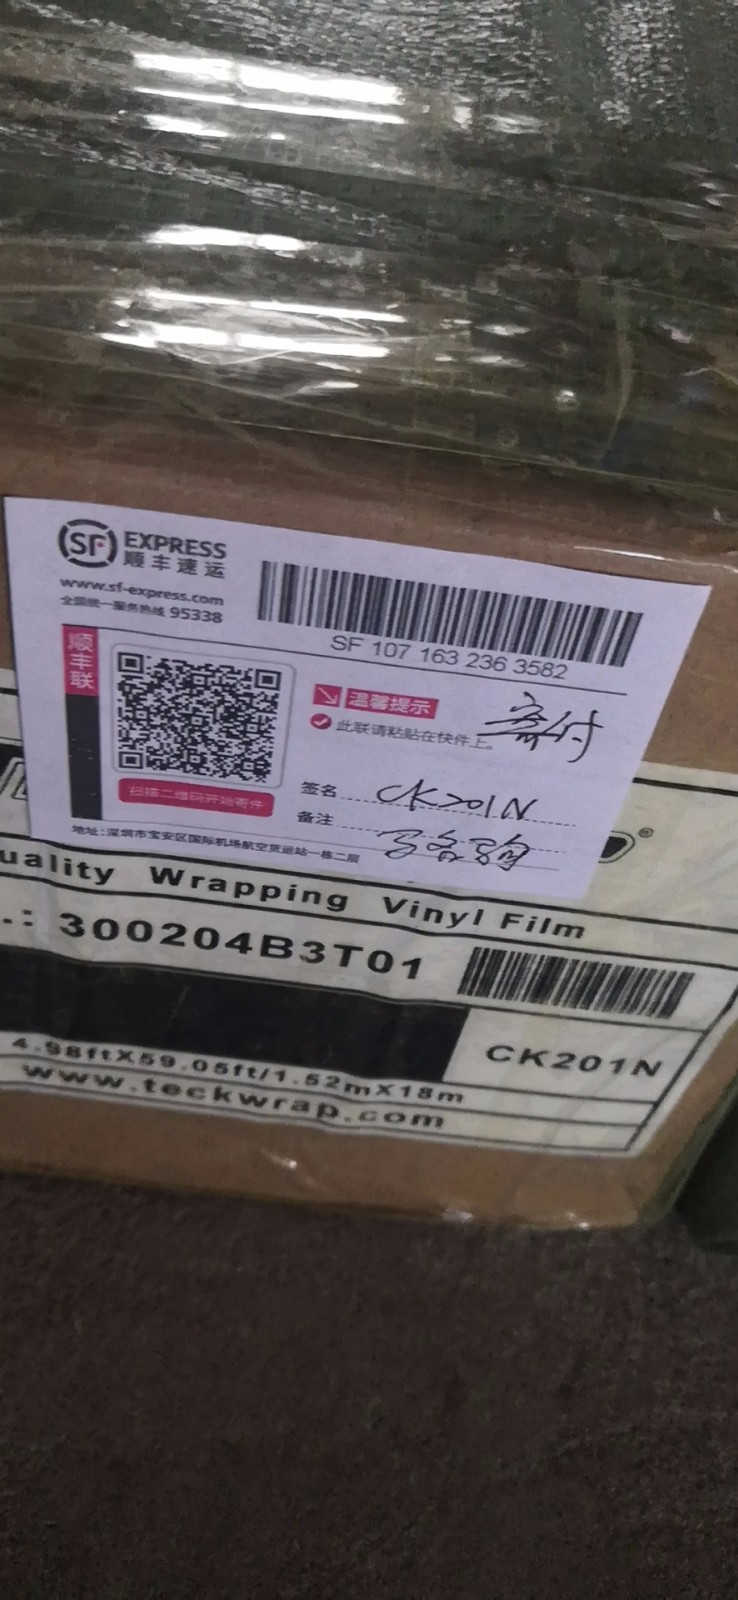 SF EXPRESS
顺丰速运
www.sf-express.com
全国统一服务热线 95338
SF 107 163 236 3582
顺丰联
温馨提示
此联请粘贴在快件上。
寄付
扫描二维码开始寄件
签名 CK201N
备注
地址：深圳市宝安区国际机场航空货运站一栋二层
®
uality Wrapping Vinyl Film
.: 300204B3T01
CK201N
4.98ftX59.05ft/1.52mX18m
www.teckwrap.com